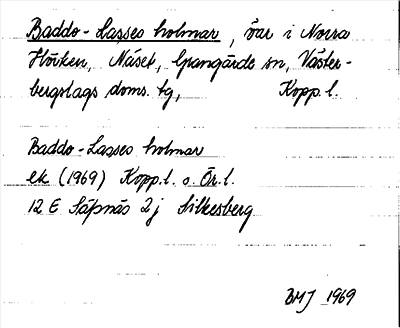 Baddo-Lasses holmar, öar i Norra
Hörken, Näset, Grangärde sn, Väster-
bergslags doms. tg, Kopp.l.
Baddo-Lasses holmar
ek (1969) Kopp.l. o. Ör.l.
12 E Säfsnäs 2j Silkesberg
BMJ 1969